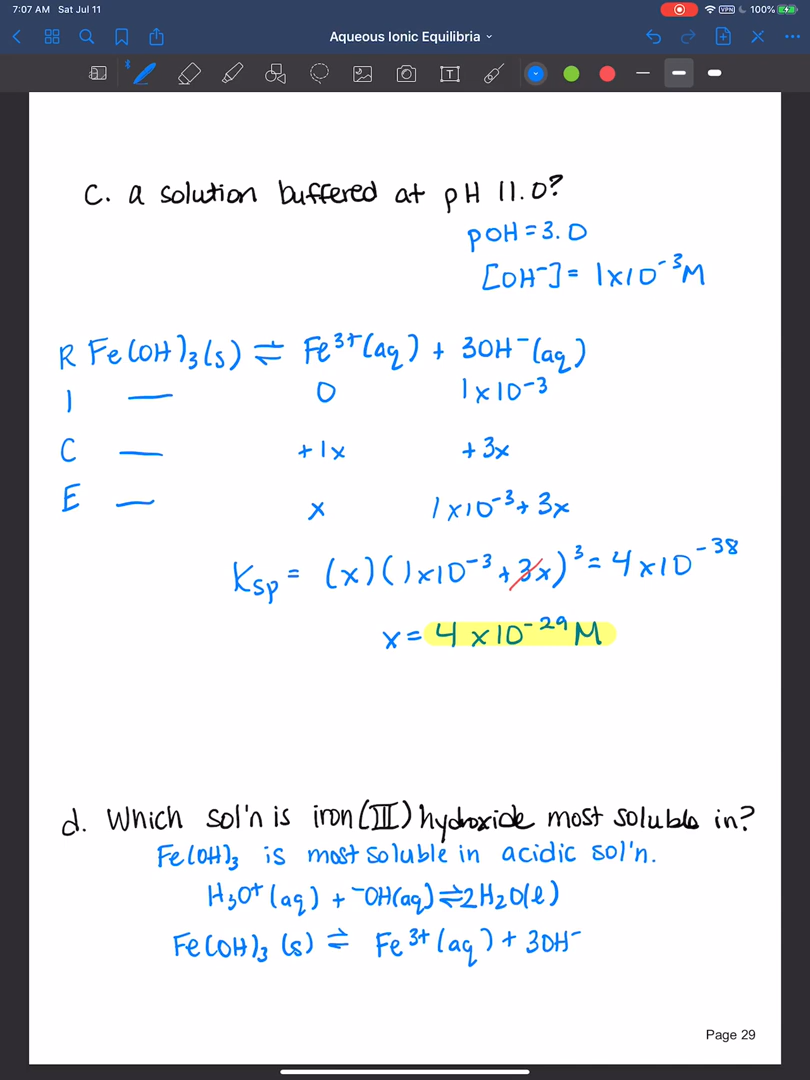 7:07 AM Sat Jul 11
VPN 100%
Aqueous Ionic Equilibria
T
c. a solution buffered at pH 11.0?
pOH = 3.0
[OH⁻] = 1x10⁻³ M
R Fe(OH)₃(s) ⇌ Fe³⁺(aq) + 3OH⁻(aq)
I — 0 1x10⁻³
C — +1x +3x
E — x 1x10⁻³+3x
Ksp = (x)(1x10⁻³+3x)³ = 4x10⁻³⁸
x = 4x10⁻²⁹ M
d. Which sol'n is iron(III) hydroxide most soluble in?
Fe(OH)₃ is most soluble in acidic sol'n.
H₃O⁺(aq) + ⁻OH(aq) ⇌ 2H₂O(l)
Fe(OH)₃(s) ⇌ Fe³⁺(aq) + 3OH⁻
Page 29